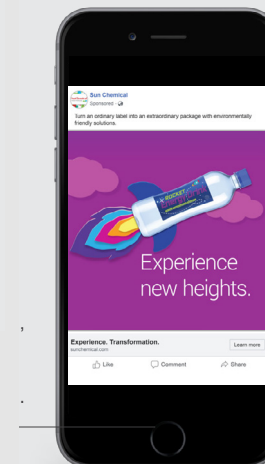 Sun Chemical
Sponsored ·
Turn an ordinary label into an extraordinary package with environmentally
friendly solutions.
ROCKET
Experience
new heights.
Experience. Transformation.
sunchemical.com
Learn more
Like
Comment
Share
,
.